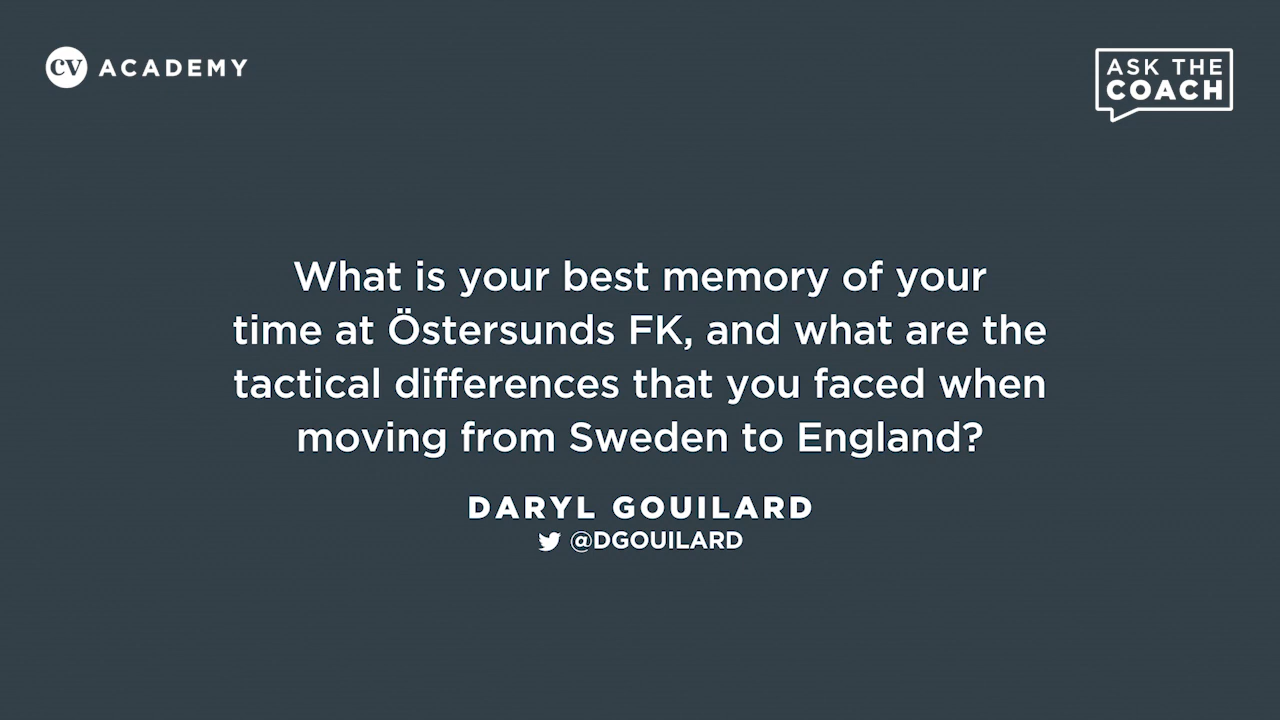 cv ACADEMY
ASK THE
COACH
What is your best memory of your
time at Östersunds FK, and what are the
tactical differences that you faced when
moving from Sweden to England?
DARYL GOUILARD
@DGOUILARD